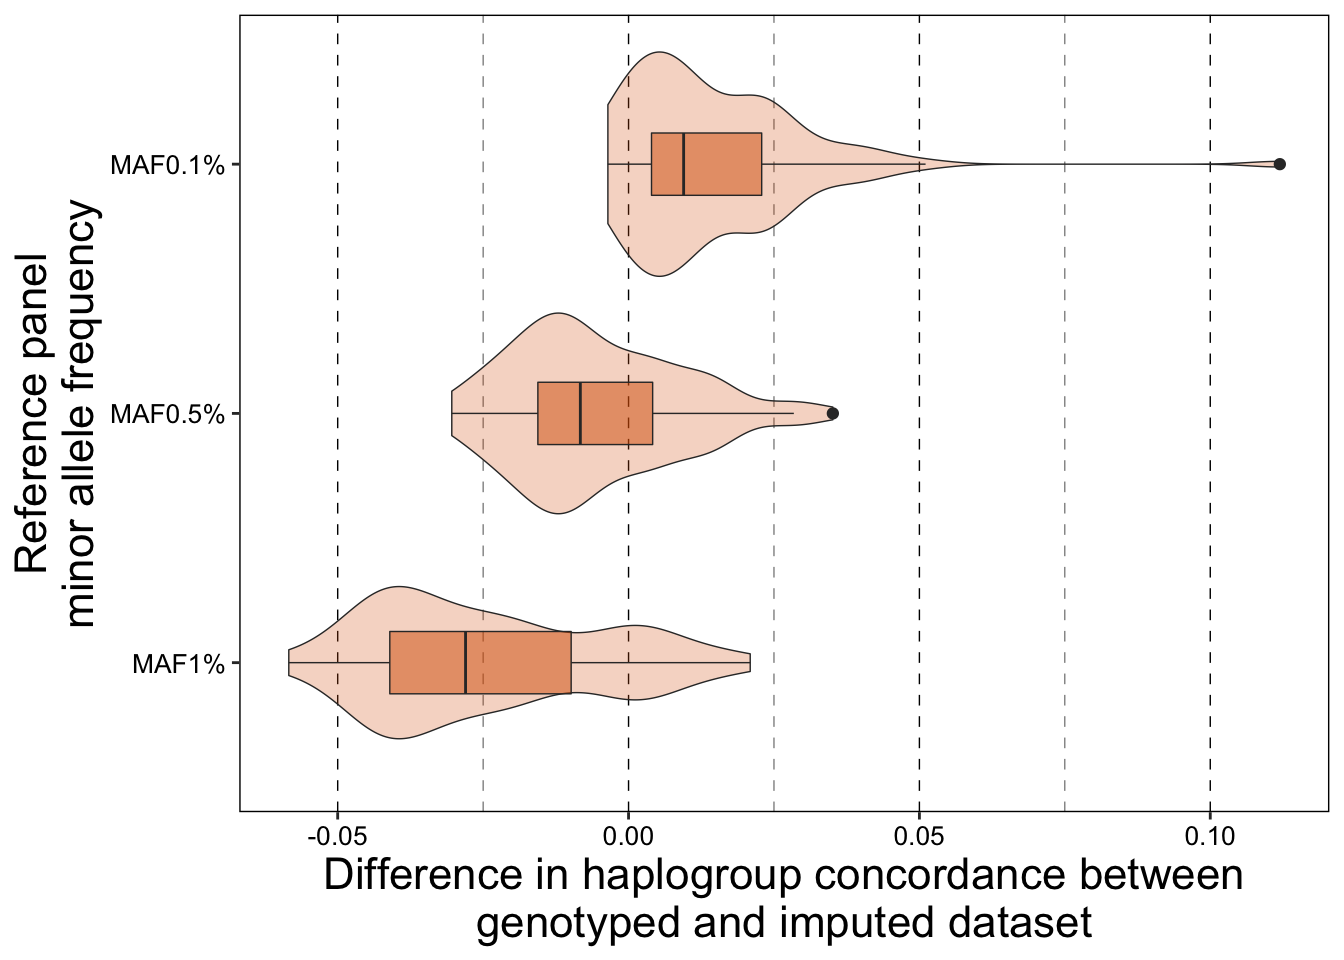 Reference panel
minor allele frequency
MAF0.1%
MAF0.5%
MAF1%
-0.05
0.00
0.05
0.10
Difference in haplogroup concordance between
genotyped and imputed dataset